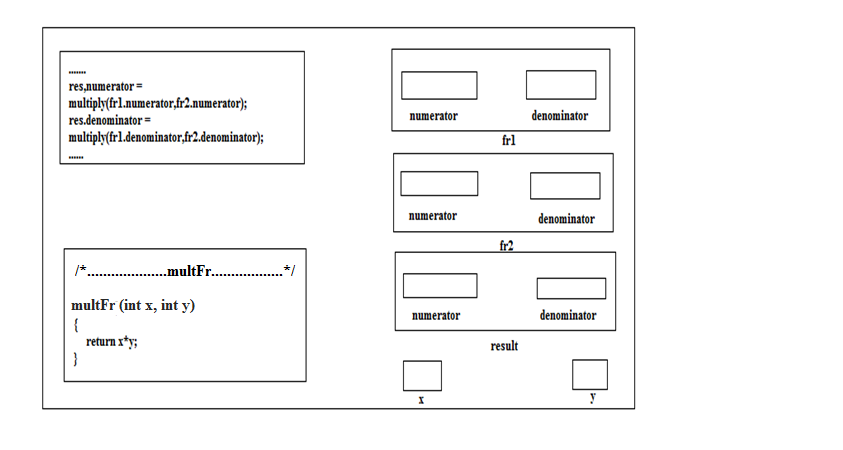 .......
res,numerator =
multiply(fr1.numerator,fr2.numerator);
res.denominator =
multiply(fr1.denominator,fr2.denominator);
......
/*....................multFr..................*/
multFr (int x, int y)
{
return x*y;
}
numerator denominator
fr1
numerator denominator
fr2
numerator denominator
result
x y